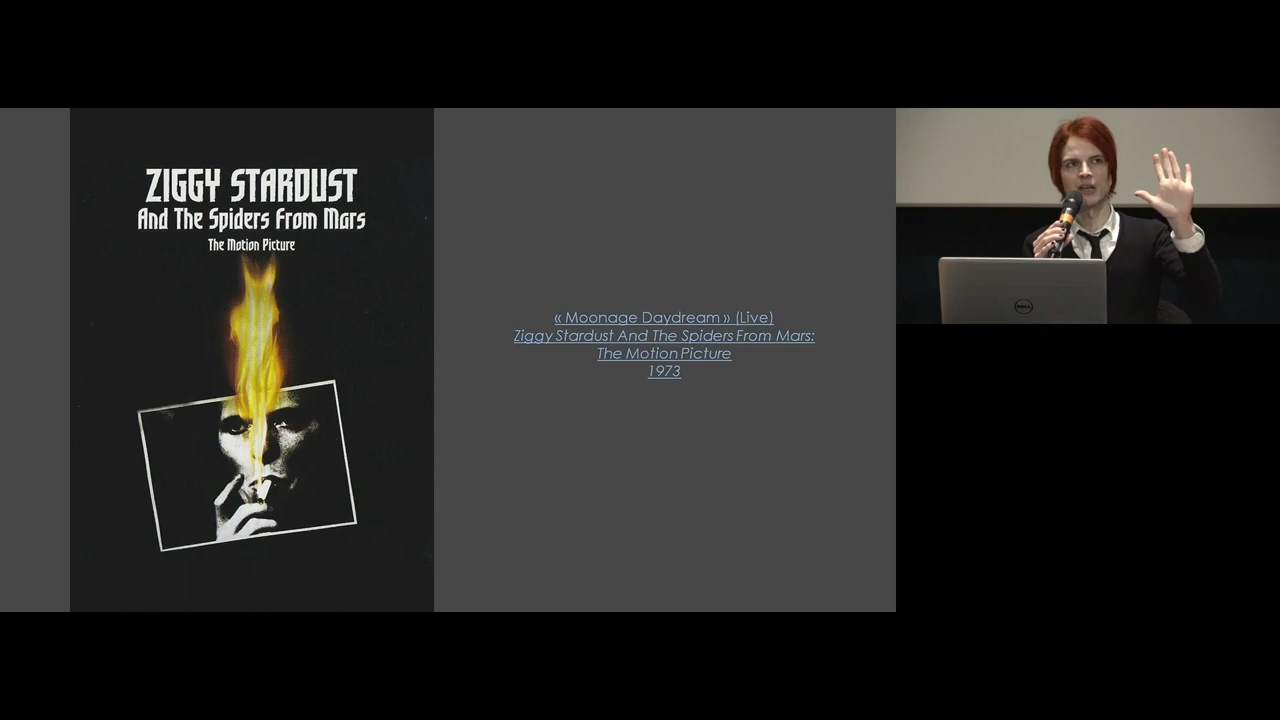 ZIGGY STARDUST
And The Spiders From Mars
The Motion Picture
« Moonage Daydream » (Live)
Ziggy Stardust And The Spiders From Mars:
The Motion Picture
1973
DELL